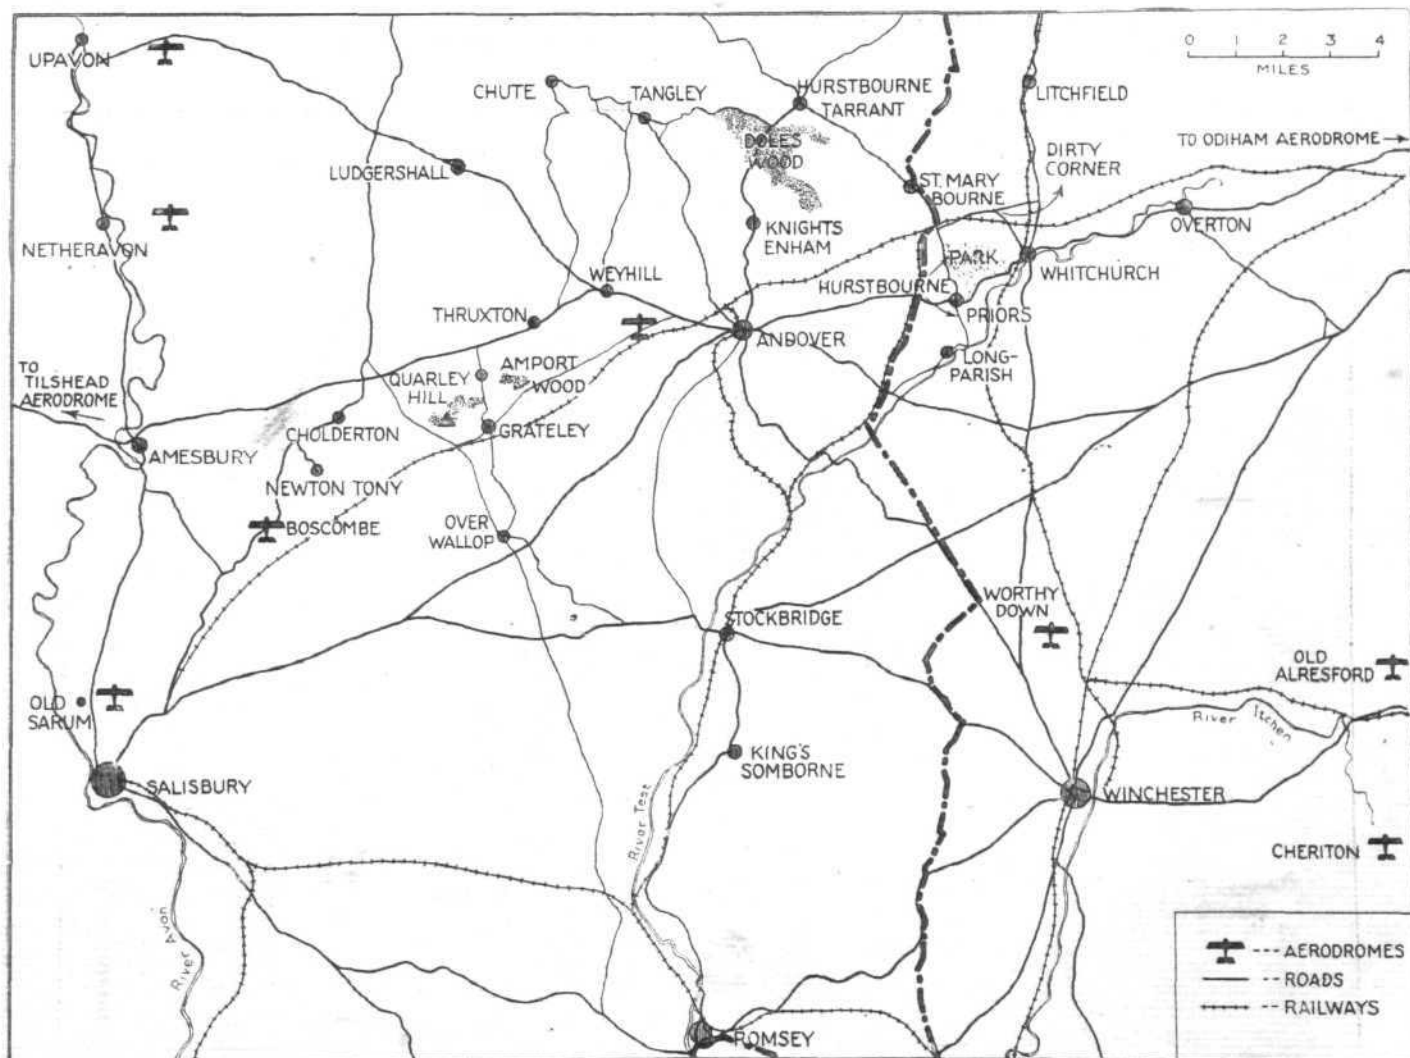 0 1 2 3 4
MILES
UPAVON
CHUTE
TANGLEY
HURSTBOURNE
TARRANT
LITCHFIELD
TO ODIHAM AERODROME
DIRTY
CORNER
DOLES
WOOD
LUDGERSHALL
ST. MARY
BOURNE
OVERTON
NETHERAVON
KNIGHTS
ENHAM
PARK
WHITCHURCH
WEYHILL
HURSTBOURNE
PRIORS
THRUXTON
ANDOVER
LONG-
PARISH
TO
TILSHEAD
AERODROME
QUARLEY
HILL
AMPORT
WOOD
CHOLDERTON
GRATELEY
AMESBURY
NEWTON TONY
BOSCOMBE
OVER
WALLOP
WORTHY
DOWN
STOCKBRIDGE
OLD
ALRESFORD
OLD
SARUM
River Itchen
KING'S
SOMBORNE
SALISBURY
WINCHESTER
River Test
CHERITON
River Avon
ROMSEY
--- AERODROMES
-- ROADS
-- RAILWAYS